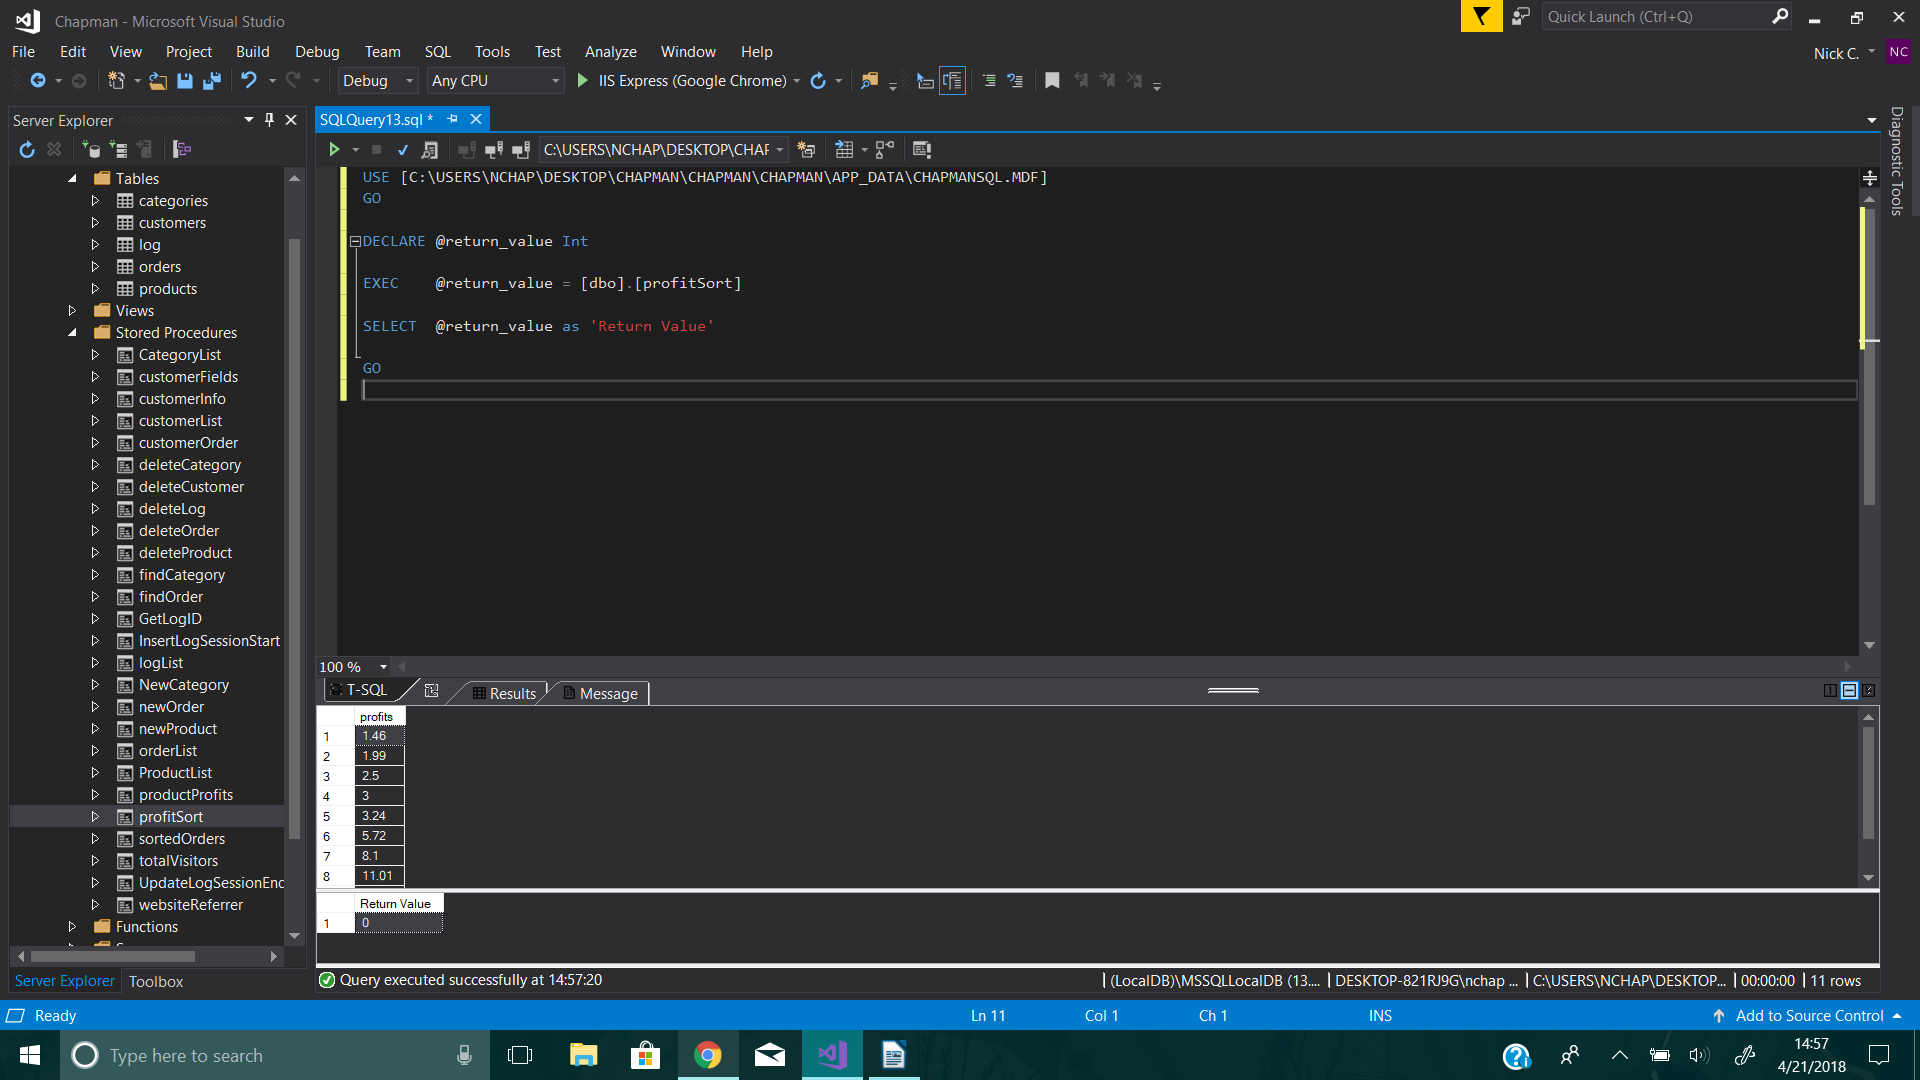 Chapman - Microsoft Visual Studio
Quick Launch (Ctrl+Q)
File Edit View Project Build Debug Team SQL Tools Test Analyze Window Help
Nick C. NC
Debug Any CPU IIS Express (Google Chrome)
Server Explorer
SQLQuery13.sql *
Diagnostic Tools
C:\USERS\NCHAP\DESKTOP\CHAP
Tables
categories
customers
log
orders
products
Views
Stored Procedures
CategoryList
customerFields
customerInfo
customerList
customerOrder
deleteCategory
deleteCustomer
deleteLog
deleteOrder
deleteProduct
findCategory
findOrder
GetLogID
InsertLogSessionStart
logList
NewCategory
newOrder
newProduct
orderList
ProductList
productProfits
profitSort
sortedOrders
totalVisitors
UpdateLogSessionEnd
websiteReferrer
Functions
Server Explorer Toolbox
USE [C:\USERS\NCHAP\DESKTOP\CHAPMAN\CHAPMAN\CHAPMAN\APP_DATA\CHAPMANSQL.MDF]
GO
DECLARE @return_value Int
EXEC @return_value = [dbo].[profitSort]
SELECT @return_value as 'Return Value'
GO
100 %
T-SQL Results Message
profits
1 1.46
2 1.99
3 2.5
4 3
5 3.24
6 5.72
7 8.1
8 11.01
Return Value
1 0
Query executed successfully at 14:57:20
(LocalDB)\MSSQLLocalDB (13.... DESKTOP-821RJ9G\nchap ... C:\USERS\NCHAP\DESKTOP... 00:00:00 11 rows
Ready Ln 11 Col 1 Ch 1 INS Add to Source Control
Type here to search
14:57
4/21/2018